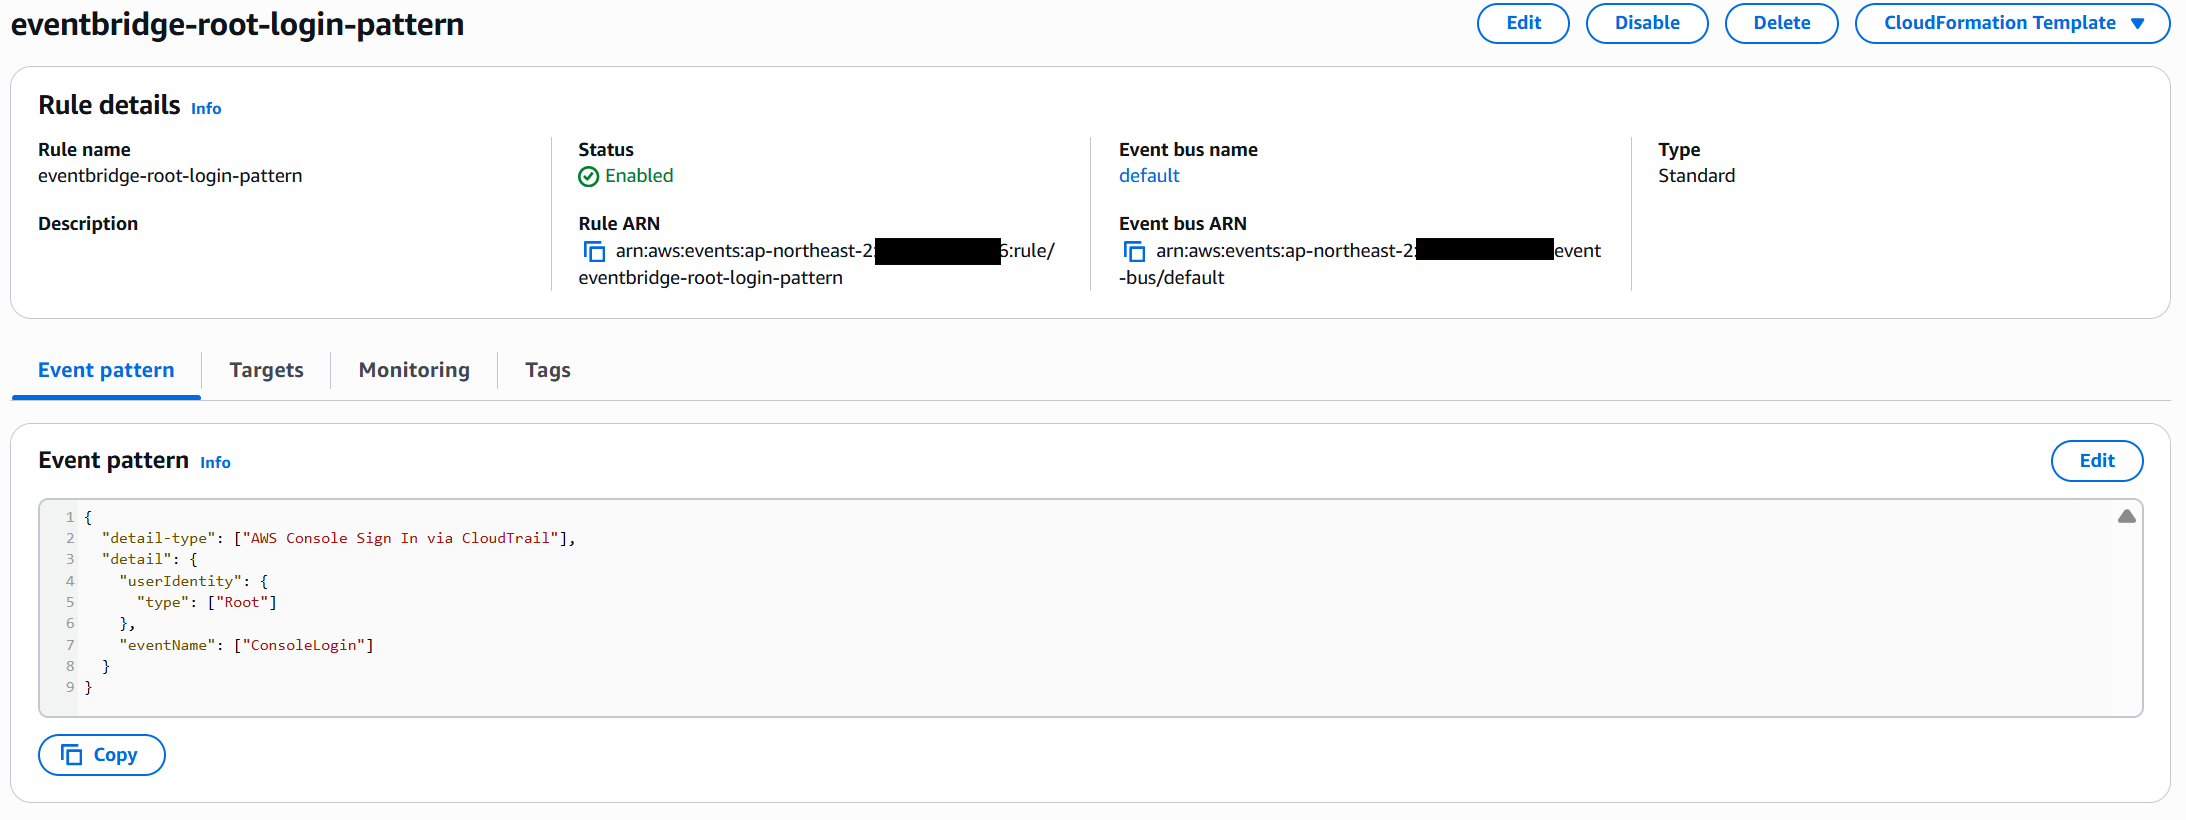 eventbridge-root-login-pattern
Edit
Disable
Delete
CloudFormation Template
Rule details Info
Rule name
eventbridge-root-login-pattern
Description
Status
Enabled
Rule ARN
arn:aws:events:ap-northeast-2: 6:rule/
eventbridge-root-login-pattern
Event bus name
default
Event bus ARN
arn:aws:events:ap-northeast-2: event
-bus/default
Type
Standard
Event pattern
Targets
Monitoring
Tags
Event pattern Info
Edit
1 {
2 "detail-type": ["AWS Console Sign In via CloudTrail"],
3 "detail": {
4 "userIdentity": {
5 "type": ["Root"]
6 },
7 "eventName": ["ConsoleLogin"]
8 }
9 }
Copy